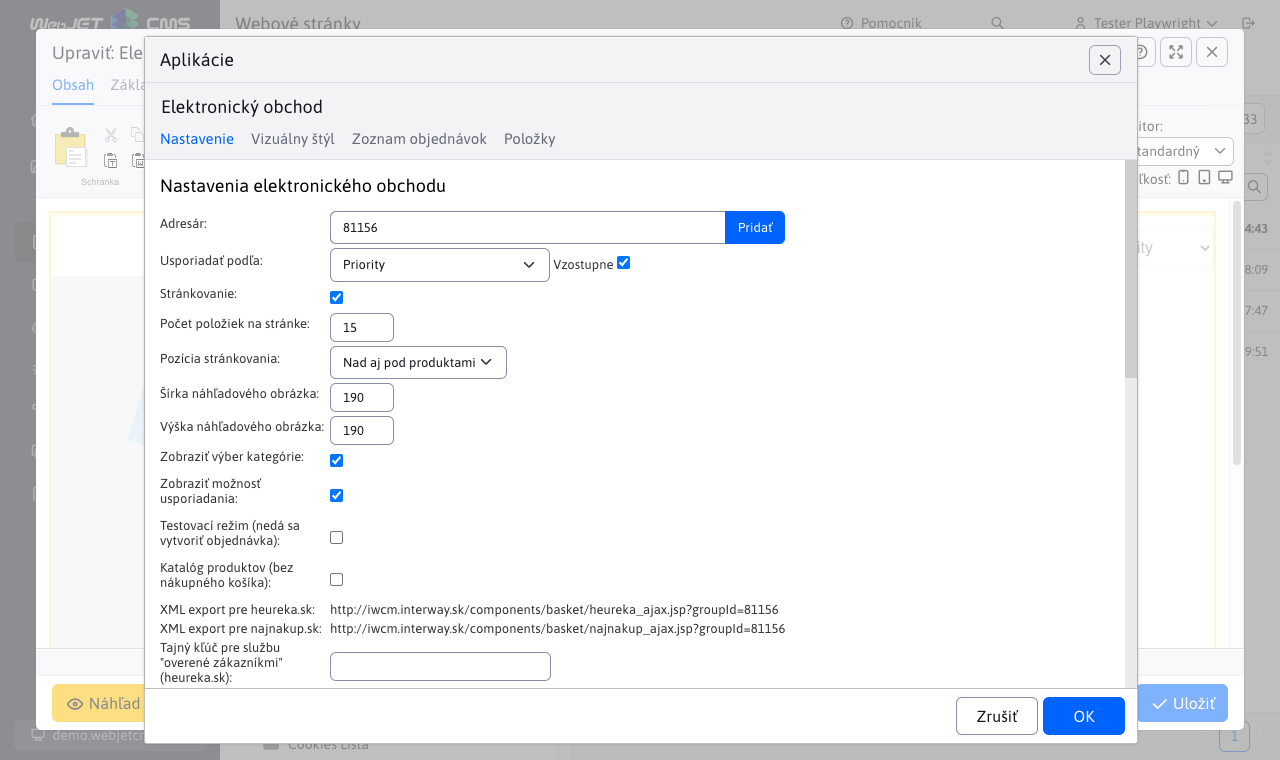 WebJET CMS
Webové stránky
Pomocník
Tester Playwright
Upraviť: Ele
Aplikácie
Obsah
Zákla
Elektronický obchod
Nastavenie
Vizuálny štýl
Zoznam objednávok
Položky
Schránka
itor:
tandardný
ľkosť:
33
Nastavenia elektronického obchodu
Adresár:
81156
Pridať
Usporiadať podľa:
Priority
Vzostupne
4:43
ity
Stránkovanie:
8:09
Počet položiek na stránke:
15
7:47
Pozícia stránkovania:
Nad aj pod produktami
9:51
Šírka náhľadového obrázka:
190
Výška náhľadového obrázka:
190
Zobraziť výber kategórie:
Zobraziť možnosť
usporiadania:
Testovací režim (nedá sa
vytvoriť objednávka):
Katalóg produktov (bez
nákupného košíka):
XML export pre heureka.sk:
http://iwcm.interway.sk/components/basket/heureka_ajax.jsp?groupId=81156
XML export pre najnakup.sk:
http://iwcm.interway.sk/components/basket/najnakup_ajax.jsp?groupId=81156
Tajný kľúč pre službu
"overené zákazníkmi"
(heureka.sk):
Náhľad
Zrušiť
OK
Uložiť
demo.webjetcm
Cookies Lišta
1